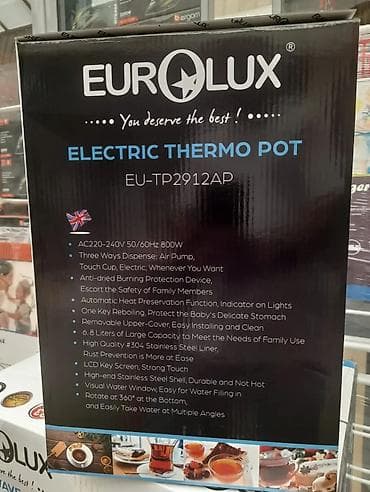 EUROLUX®
You deserve the best !
ELECTRIC THERMO POT
EU-TP2912AP
• AC220-240V 50/60Hz 800W
• Three Ways Dispense; Air Pump,
Touch Cup, Electric; Whenever You Want
• Anti-dried Burning Protection Device,
Escort the Safety of Family Members
• Automatic Heat Preservation Function, Indicator on Lights
• One Key Reboiling, Protect the Baby's Delicate Stomach
• Removable Upper-Cover, Easy Installing and Clean
• 6.8 Liters of Large Capacity to Meet the Needs of Family Use
• High Quality #304 Stainless Steel Liner,
Rust Prevention is More at Ease
• LCD Key Screen, Strong Touch
• High-end Stainless Steel Shell, Durable and Not Hot
• Visual Water Window, Easy for Water Filling in
• Rotate at 360° at the Bottom,
and Easily Take Water at Multiple Angles
ROLUX
the best !